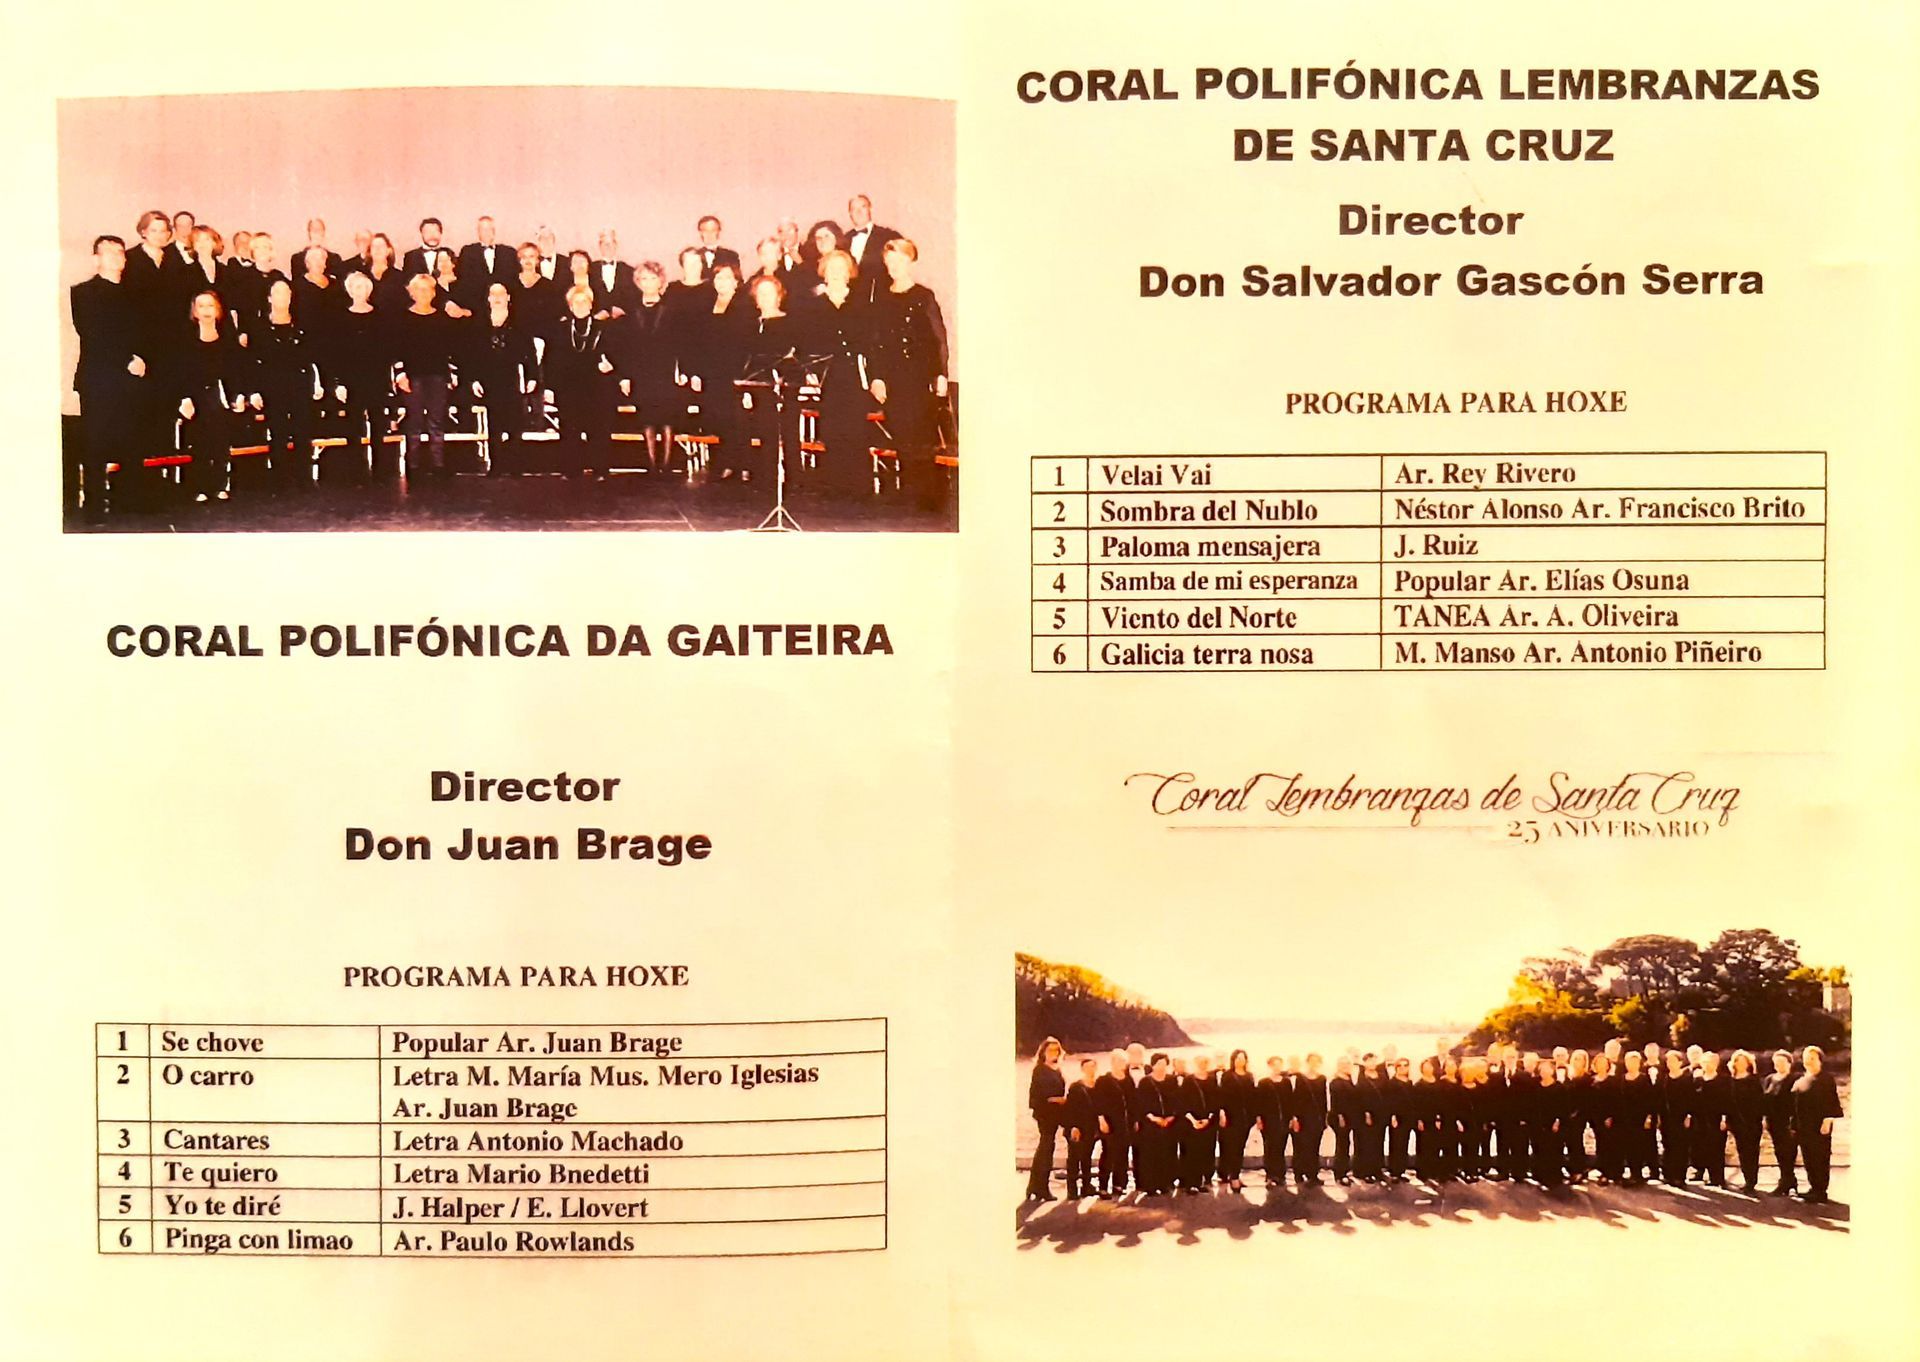 CORAL POLIFÓNICA DA GAITEIRA
Director
Don Juan Brage
PROGRAMA PARA HOXE
1 Se chove Popular Ar. Juan Brage
2 O carro Letra M. María Mus. Mero Iglesias
Ar. Juan Brage
3 Cantares Letra Antonio Machado
4 Te quiero Letra Mario Bnedetti
5 Yo te diré J. Halper / E. Llovert
6 Pinga con limao Ar. Paulo Rowlands
CORAL POLIFÓNICA LEMBRANZAS
DE SANTA CRUZ
Director
Don Salvador Gascón Serra
PROGRAMA PARA HOXE
1 Velai Vai Ar. Rey Rivero
2 Sombra del Nublo Néstor Alonso Ar. Francisco Brito
3 Paloma mensajera J. Ruiz
4 Samba de mi esperanza Popular Ar. Elías Osuna
5 Viento del Norte TANEA Ar. A. Oliveira
6 Galicia terra nosa M. Manso Ar. Antonio Piñeiro
Coral Lembranzas de Santa Cruz
25 ANIVERSARIO